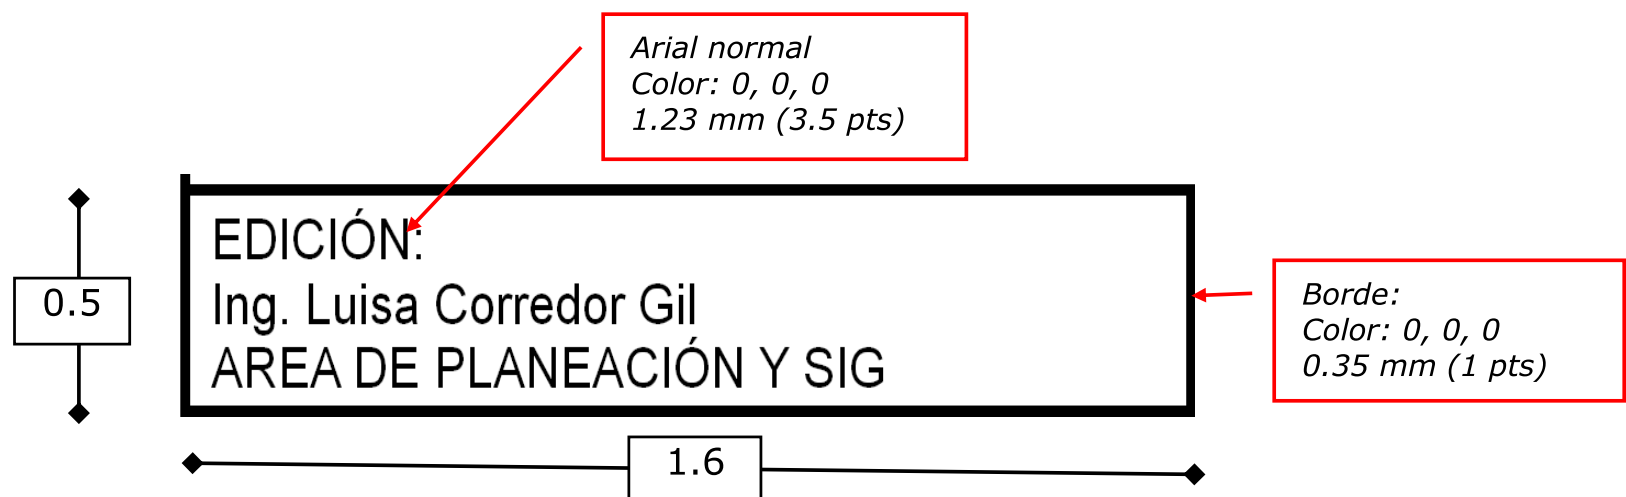 Arial normal
Color: 0, 0, 0
1.23 mm (3.5 pts)
EDICIÓN:
Ing. Luisa Corredor Gil
AREA DE PLANEACIÓN Y SIG
0.5
Borde:
Color: 0, 0, 0
0.35 mm (1 pts)
1.6